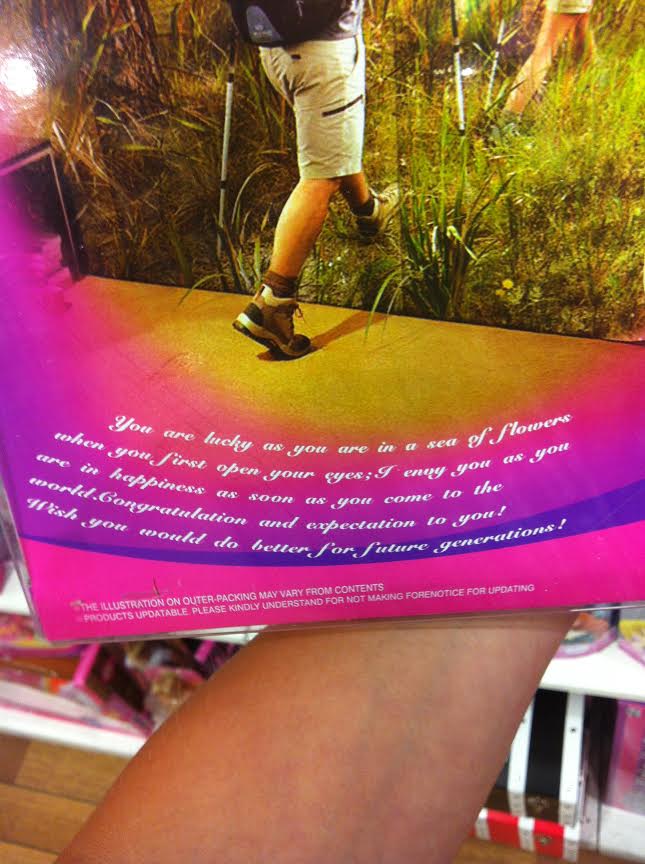 You are lucky as you are in a sea of flowers
when you first open your eyes;I envy you as you
are in happiness as soon as you come to the
world.Congratulation and expectation to you!
Wish you would do better for future generations!
THE ILLUSTRATION ON OUTER-PACKING MAY VARY FROM CONTENTS
PRODUCTS UPDATABLE. PLEASE KINDLY UNDERSTAND FOR NOT MAKING FORENOTICE FOR UPDATING